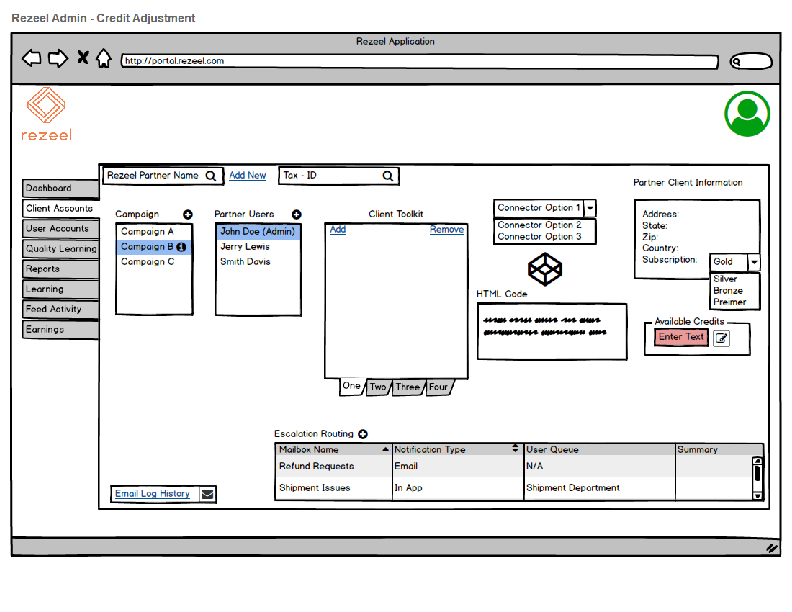 Rezeel Admin - Credit Adjustment
Rezeel Application
http://portal.rezeel.com
rezeel
Rezeel Partner Name
Add New
Tax - ID
Partner Client Information
Dashboard
Client Accounts
User Accounts
Quality Learning
Reports
Learning
Feed Activity
Earnings
Campaign
Campaign A
Campaign B
Campaign C
Partner Users
John Doe (Admin)
Jerry Lewis
Smith Davis
Client Toolkit
Add
Remove
One
Two
Three
Four
Connector Option 1
Connector Option 2
Connector Option 3
HTML Code
Address:
State:
Zip:
Country:
Subscription:
Gold
Silver
Bronze
Preimer
Available Credits
Enter Text
Escalation Routing
Mailbox Name
Notification Type
User Queue
Summary
Refund Requests
Email
N/A
Shipment Issues
In App
Shipment Department
Email Log History